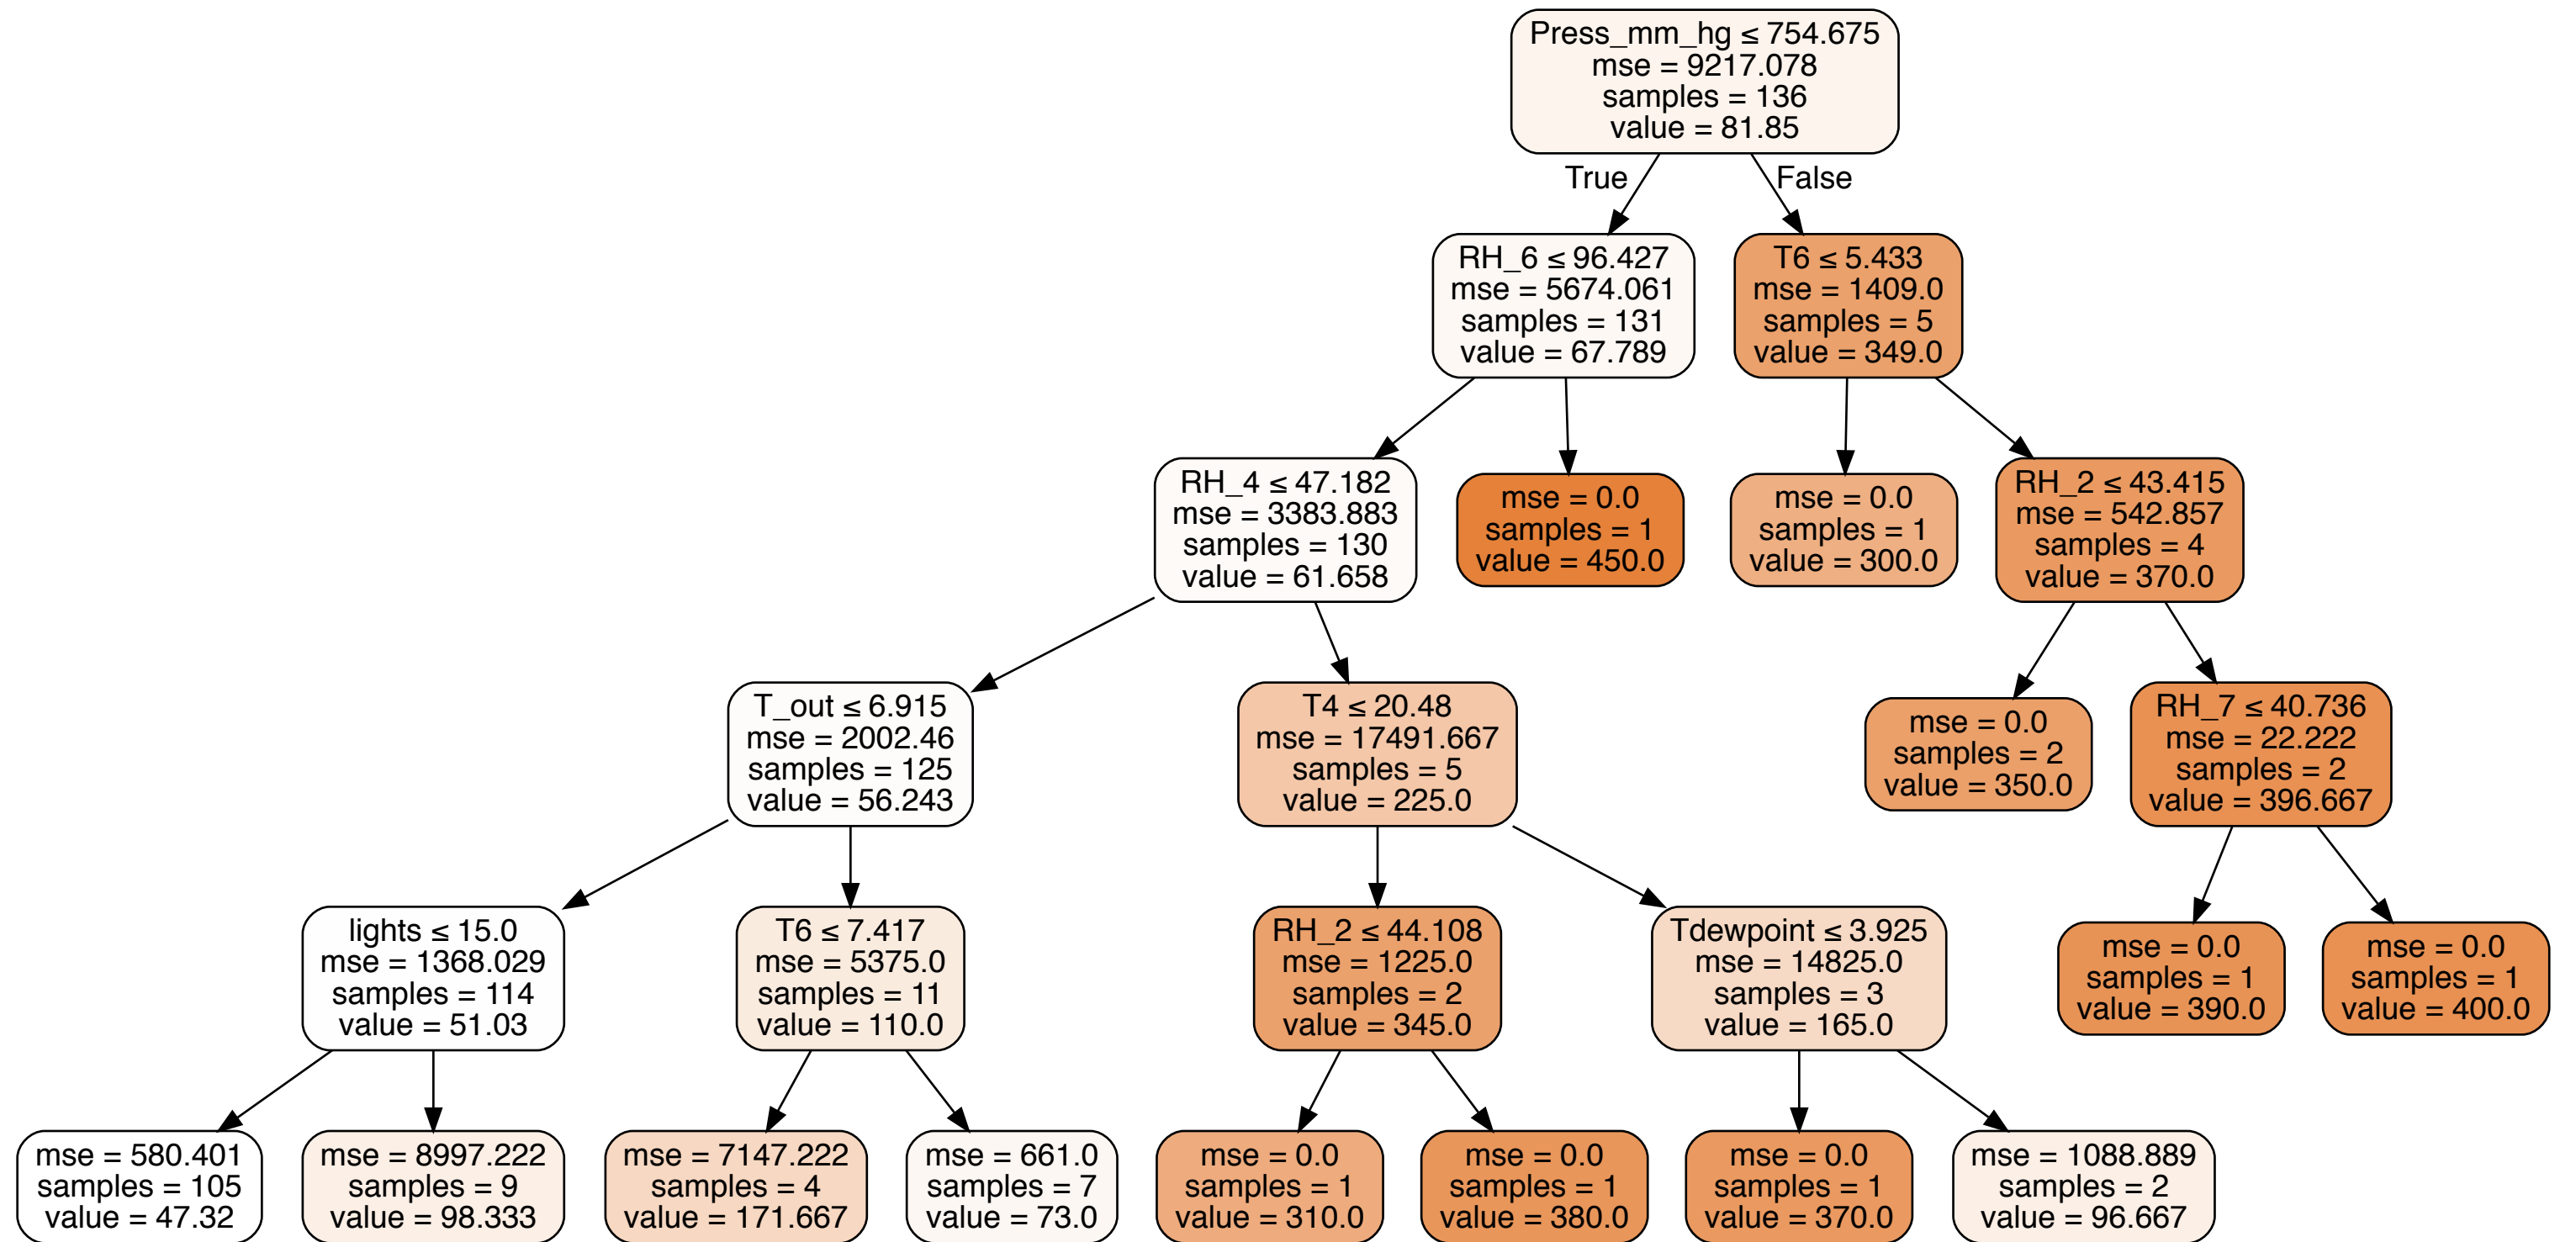 Press_mm_hg ≤ 754.675
mse = 9217.078
samples = 136
value = 81.85
True
False
RH_6 ≤ 96.427
mse = 5674.061
samples = 131
value = 67.789
T6 ≤ 5.433
mse = 1409.0
samples = 5
value = 349.0
RH_4 ≤ 47.182
mse = 3383.883
samples = 130
value = 61.658
mse = 0.0
samples = 1
value = 450.0
mse = 0.0
samples = 1
value = 300.0
RH_2 ≤ 43.415
mse = 542.857
samples = 4
value = 370.0
T_out ≤ 6.915
mse = 2002.46
samples = 125
value = 56.243
T4 ≤ 20.48
mse = 17491.667
samples = 5
value = 225.0
mse = 0.0
samples = 2
value = 350.0
RH_7 ≤ 40.736
mse = 22.222
samples = 2
value = 396.667
lights ≤ 15.0
mse = 1368.029
samples = 114
value = 51.03
T6 ≤ 7.417
mse = 5375.0
samples = 11
value = 110.0
RH_2 ≤ 44.108
mse = 1225.0
samples = 2
value = 345.0
Tdewpoint ≤ 3.925
mse = 14825.0
samples = 3
value = 165.0
mse = 0.0
samples = 1
value = 390.0
mse = 0.0
samples = 1
value = 400.0
mse = 580.401
samples = 105
value = 47.32
mse = 8997.222
samples = 9
value = 98.333
mse = 7147.222
samples = 4
value = 171.667
mse = 661.0
samples = 7
value = 73.0
mse = 0.0
samples = 1
value = 310.0
mse = 0.0
samples = 1
value = 380.0
mse = 0.0
samples = 1
value = 370.0
mse = 1088.889
samples = 2
value = 96.667